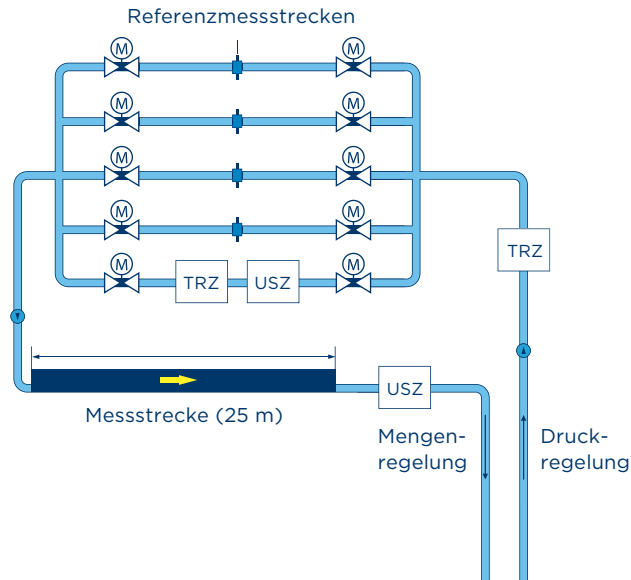 Referenzmessstrecken
M M
M M
M M
M M
M M
TRZ USZ
TRZ
USZ
Messstrecke (25 m)
Mengen-
regelung
Druck-
regelung